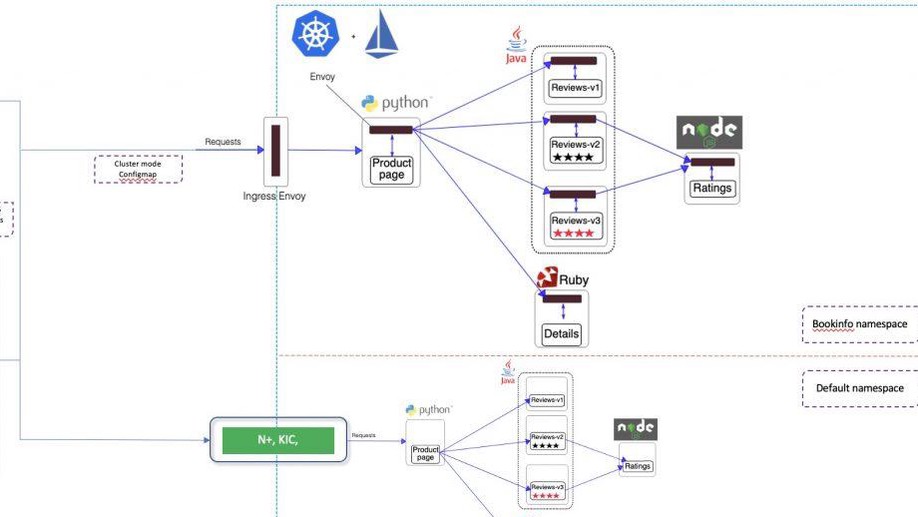 Envoy
python
Java
Reviews-v1
Requests
Cluster mode
Configmap
Product
page
Reviews-v2
node
Ratings
Ingress Envoy
Reviews-v3
Ruby
Details
Bookinfo namespace
Default namespace
Java
python
Reviews-v1
N+, KIC,
Requests
Product
page
Reviews-v2
node
Ratings
Reviews-v3